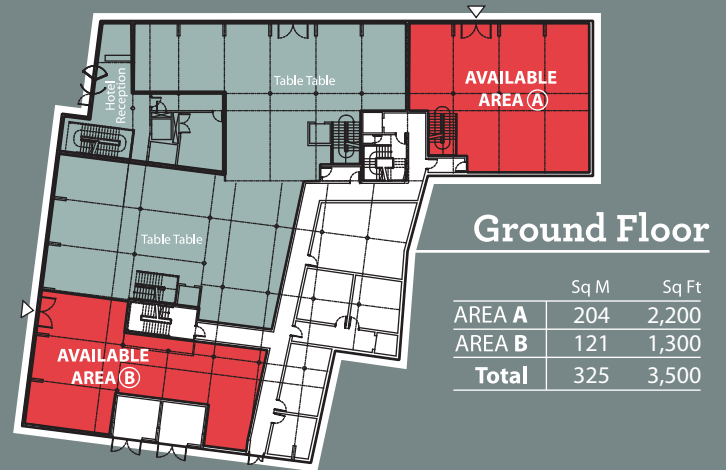 Hotel
Reception
Table Table
AVAILABLE
AREA Ⓐ
Table Table
AVAILABLE
AREA Ⓑ
Ground Floor
Sq M Sq Ft
AREA A 204 2,200
AREA B 121 1,300
Total 325 3,500